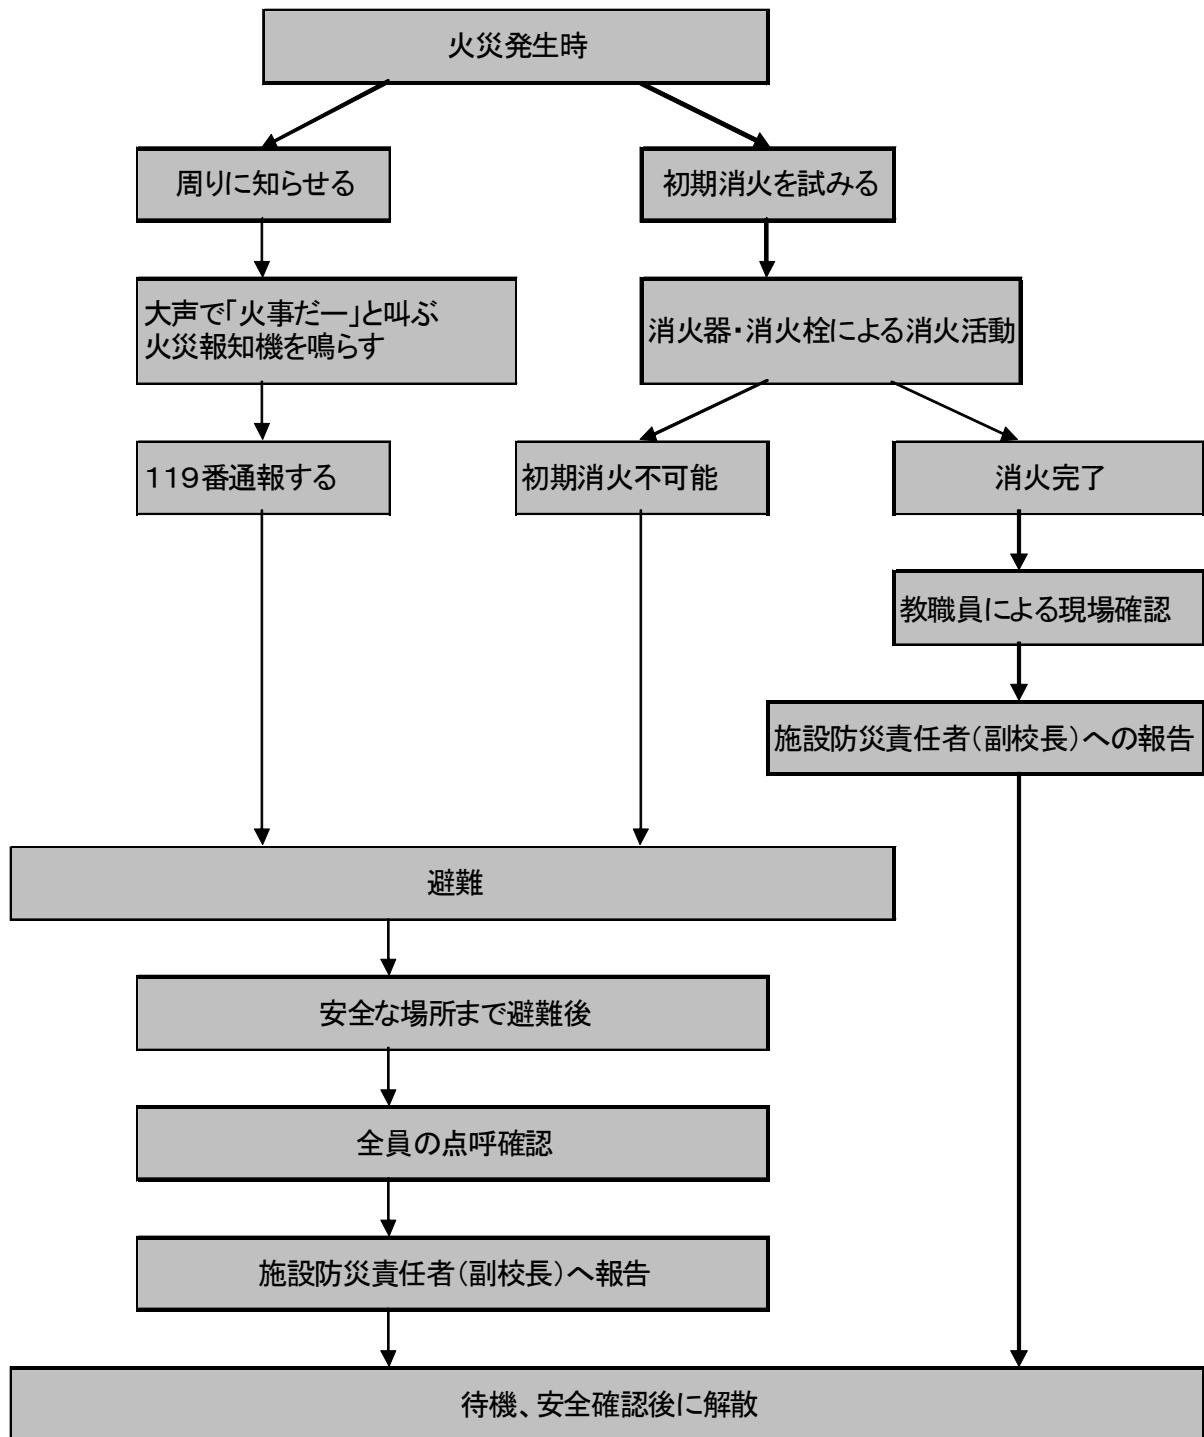 火災発生時
周りに知らせる
初期消火を試みる
大声で「火事だー」と叫ぶ
火災報知機を鳴らす
消火器・消火栓による消火活動
119番通報する
初期消火不可能
消火完了
教職員による現場確認
施設防災責任者(副校長)への報告
避難
安全な場所まで避難後
全員の点呼確認
施設防災責任者(副校長)へ報告
待機、安全確認後に解散